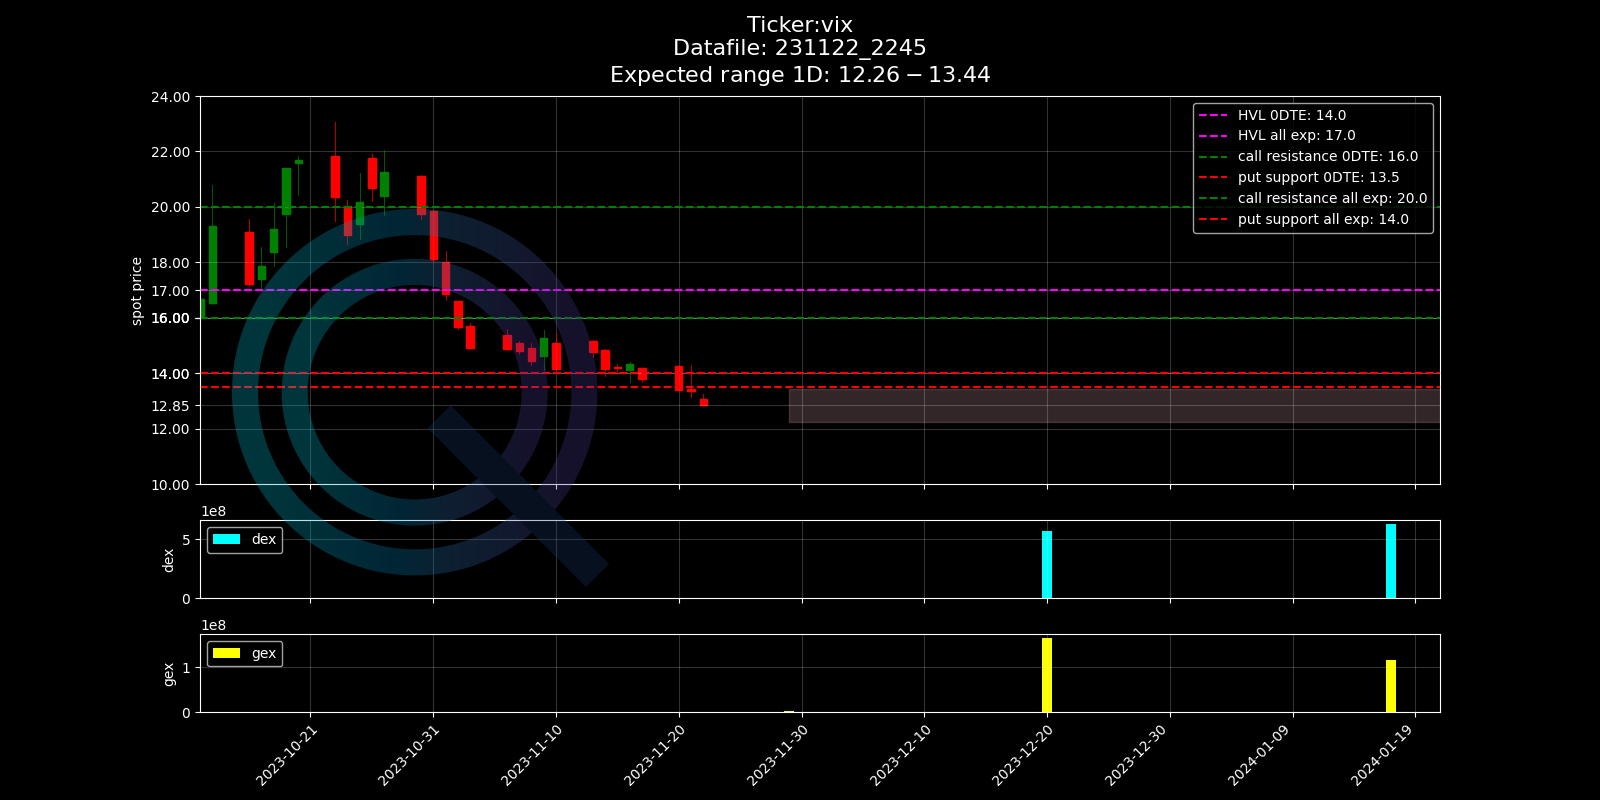 Ticker:vix
Datafile: 231122_2245
Expected range 1D: 12.26 − 13.44
24.00
22.00
20.00
18.00
17.00
16.00
14.00
12.85
12.00
10.00
spot price
HVL 0DTE: 14.0
HVL all exp: 17.0
call resistance 0DTE: 16.0
put support 0DTE: 13.5
call resistance all exp: 20.0
put support all exp: 14.0
1e8
5
0
dex
dex
1e8
1
0
gex
gex
2023-10-21
2023-10-31
2023-11-10
2023-11-20
2023-11-30
2023-12-10
2023-12-20
2023-12-30
2024-01-09
2024-01-19